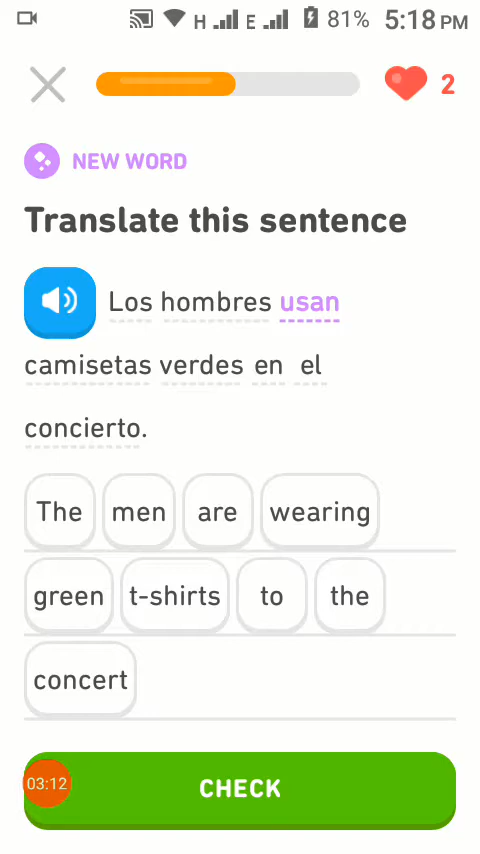 H E 81% 5:18 PM
2
NEW WORD
Translate this sentence
Los hombres usan
camisetas verdes en el
concierto.
The men are wearing
green t-shirts to the
concert
03:12 CHECK